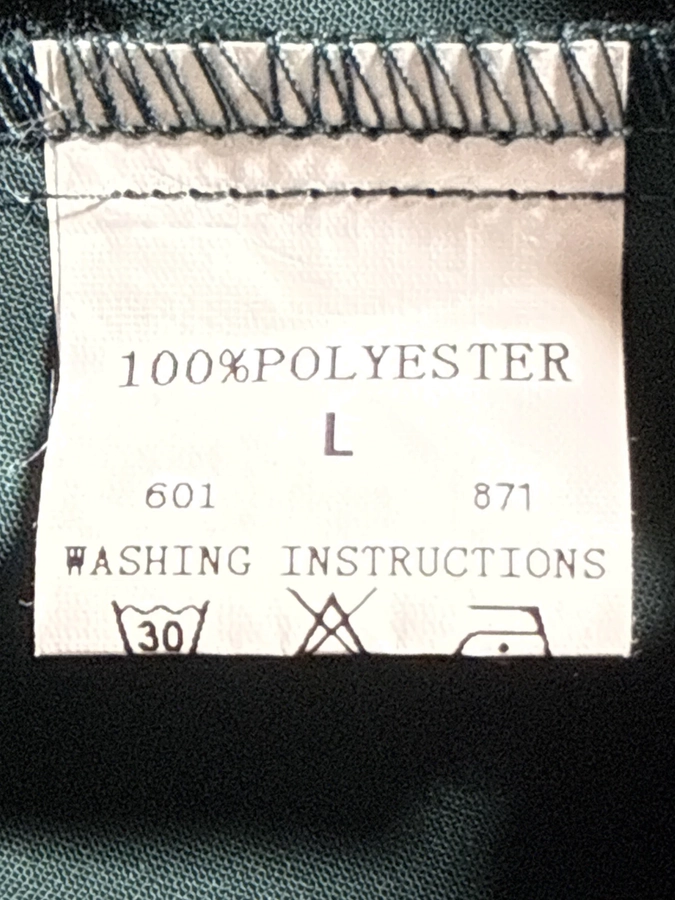 100%POLYESTER
L
601 871
WASHING INSTRUCTIONS
30